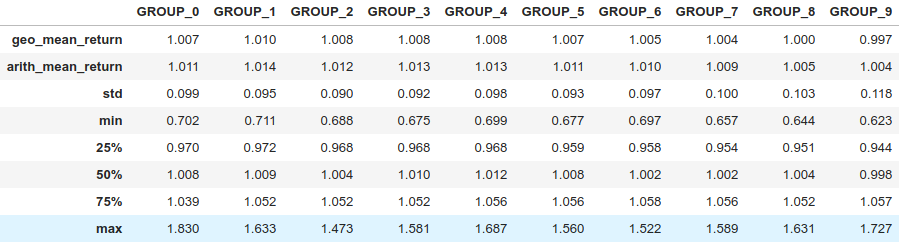 GROUP_0 GROUP_1 GROUP_2 GROUP_3 GROUP_4 GROUP_5 GROUP_6 GROUP_7 GROUP_8 GROUP_9
geo_mean_return 1.007 1.010 1.008 1.008 1.008 1.007 1.005 1.004 1.000 0.997
arith_mean_return 1.011 1.014 1.012 1.013 1.013 1.011 1.010 1.009 1.005 1.004
std 0.099 0.095 0.090 0.092 0.098 0.093 0.097 0.100 0.103 0.118
min 0.702 0.711 0.688 0.675 0.699 0.677 0.697 0.657 0.644 0.623
25% 0.970 0.972 0.968 0.968 0.968 0.959 0.958 0.954 0.951 0.944
50% 1.008 1.009 1.004 1.010 1.012 1.008 1.002 1.002 1.004 0.998
75% 1.039 1.052 1.052 1.052 1.056 1.056 1.058 1.056 1.052 1.057
max 1.830 1.633 1.473 1.581 1.687 1.560 1.522 1.589 1.631 1.727